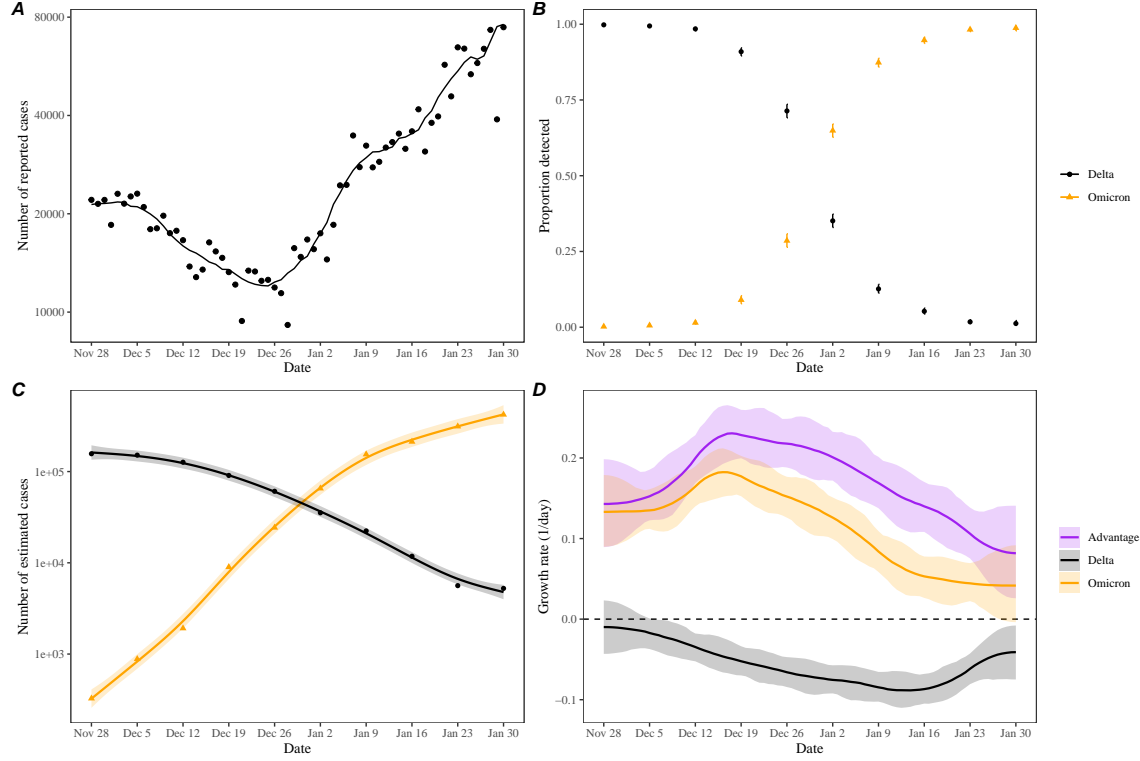 A
Number of reported cases
80000
40000
20000
10000
Nov 28 Dec 5 Dec 12 Dec 19 Dec 26 Jan 2 Jan 9 Jan 16 Jan 23 Jan 30
Date
B
Proportion detected
1.00
0.75
0.50
0.25
0.00
Nov 28 Dec 5 Dec 12 Dec 19 Dec 26 Jan 2 Jan 9 Jan 16 Jan 23 Jan 30
Date
Delta
Omicron
C
Number of estimated cases
1e+05
1e+04
1e+03
Nov 28 Dec 5 Dec 12 Dec 19 Dec 26 Jan 2 Jan 9 Jan 16 Jan 23 Jan 30
Date
D
Growth rate (1/day)
0.2
0.1
0.0
−0.1
Nov 28 Dec 5 Dec 12 Dec 19 Dec 26 Jan 2 Jan 9 Jan 16 Jan 23 Jan 30
Date
Advantage
Delta
Omicron